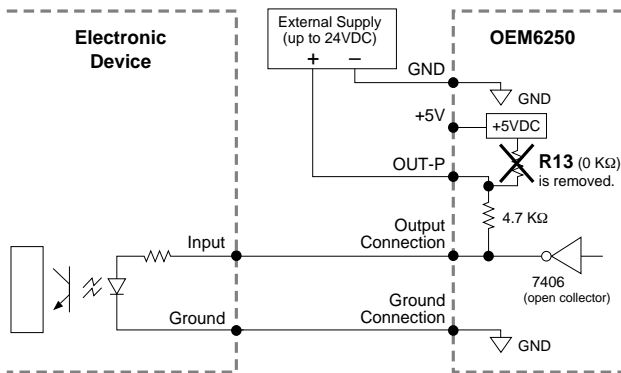 Electronic
Device
External Supply
(up to 24VDC)
+ −
OEM6250
GND
GND
+5V
+5VDC
R13 (0 KΩ)
is removed.
OUT-P
4.7 KΩ
Input
Output
Connection
7406
(open collector)
Ground
Ground
Connection
GND